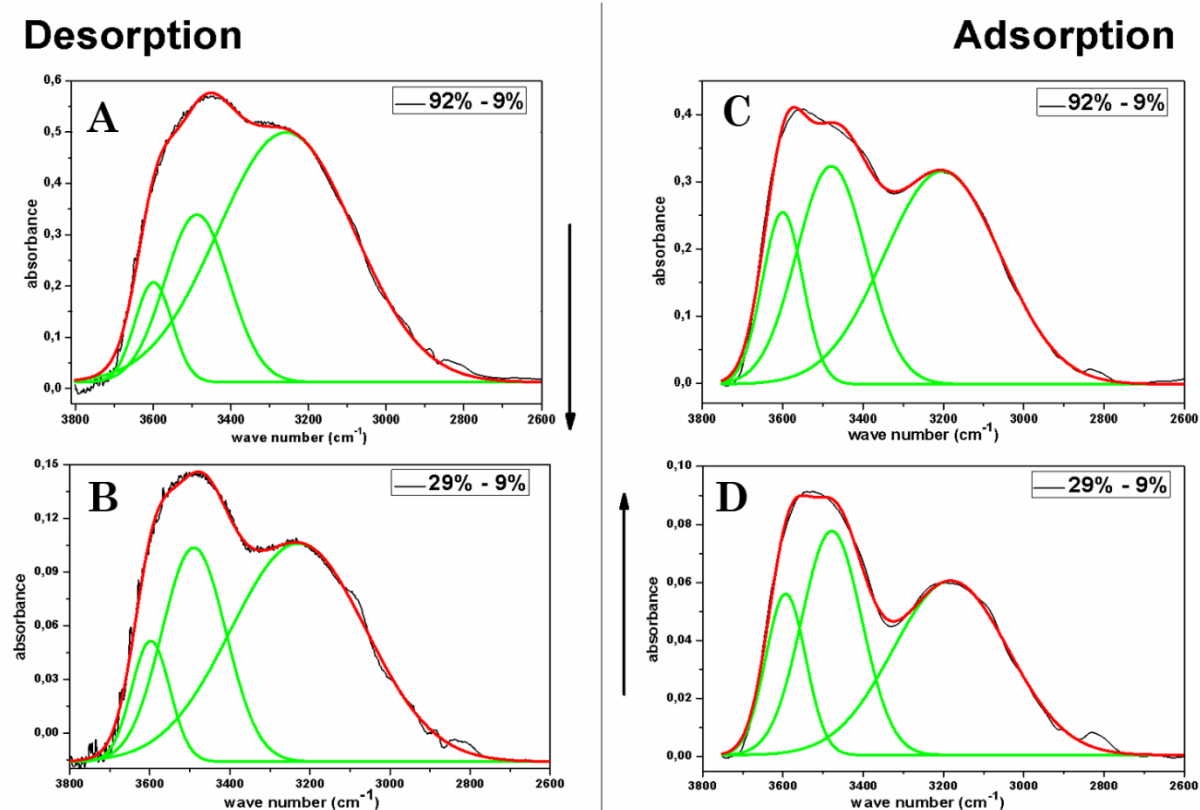 Desorption
Adsorption
A
92% - 9%
absorbance
0,6
0,5
0,4
0,3
0,2
0,1
0,0
3800 3600 3400 3200 3000 2800 2600
wave number (cm⁻¹)
B
29% - 9%
absorbance
0,15
0,12
0,09
0,06
0,03
0,00
3800 3600 3400 3200 3000 2800 2600
wave number (cm⁻¹)
C
92% - 9%
absorbance
0,4
0,3
0,2
0,1
0,0
3800 3600 3400 3200 3000 2800 2600
wave number (cm⁻¹)
D
29% - 9%
absorbance
0,10
0,08
0,06
0,04
0,02
0,00
3800 3600 3400 3200 3000 2800 2600
wave number (cm⁻¹)